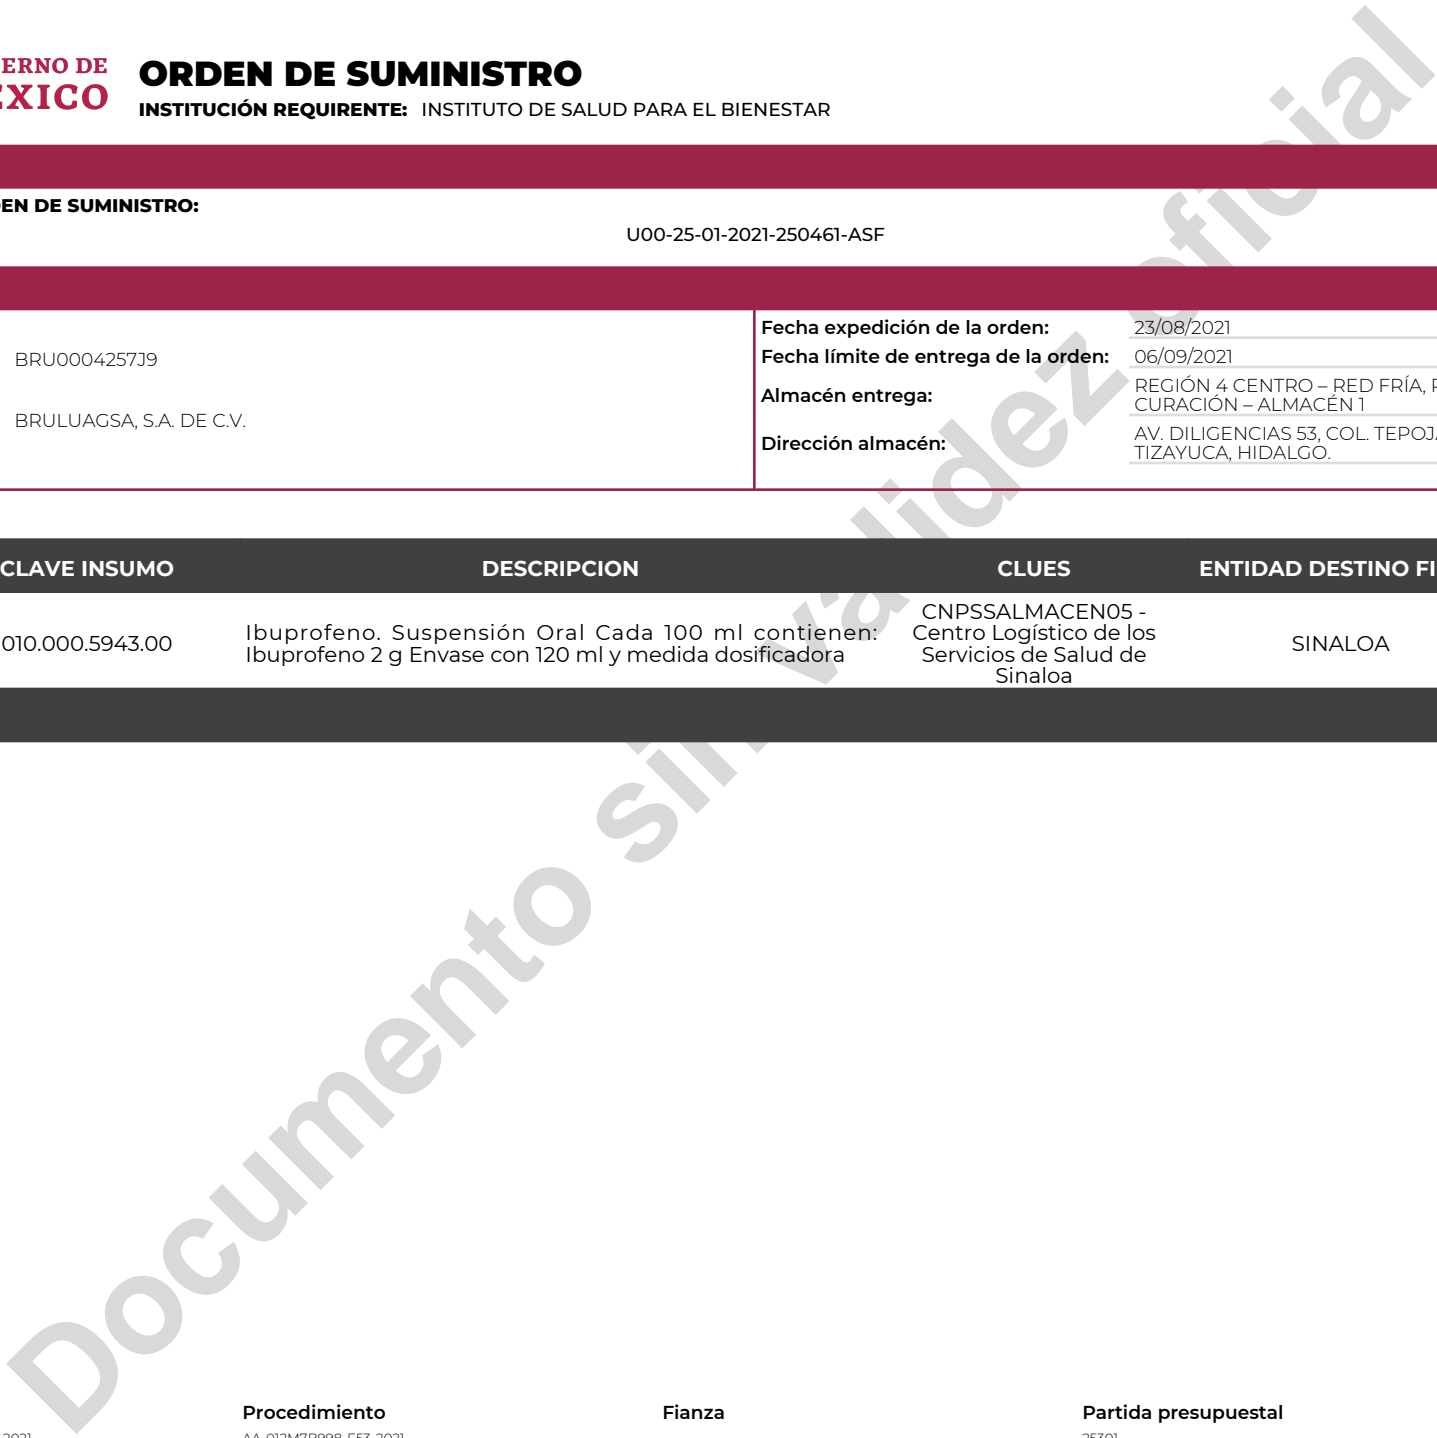 ORDEN DE SUMINISTRO
INSTITUCIÓN REQUIRENTE: INSTITUTO DE SALUD PARA EL BIENESTAR
ERNO DE
XICO
EN DE SUMINISTRO:
U00-25-01-2021-250461-ASF
BRU0004257J9
BRULUAGSA, S.A. DE C.V.
Fecha expedición de la orden: 23/08/2021
Fecha límite de entrega de la orden: 06/09/2021
Almacén entrega: REGIÓN 4 CENTRO – RED FRÍA,
CURACIÓN – ALMACÉN 1
Dirección almacén: AV. DILIGENCIAS 53, COL. TEPOJ
TIZAYUCA, HIDALGO.
CLAVE INSUMO DESCRIPCION CLUES ENTIDAD DESTINO FI
010.000.5943.00
Ibuprofeno. Suspensión Oral Cada 100 ml contienen:
Ibuprofeno 2 g Envase con 120 ml y medida dosificadora
CNPSSALMACEN05 -
Centro Logístico de los
Servicios de Salud de
Sinaloa
SINALOA
Documento sin validez oficial
Procedimiento Fianza Partida presupuestal